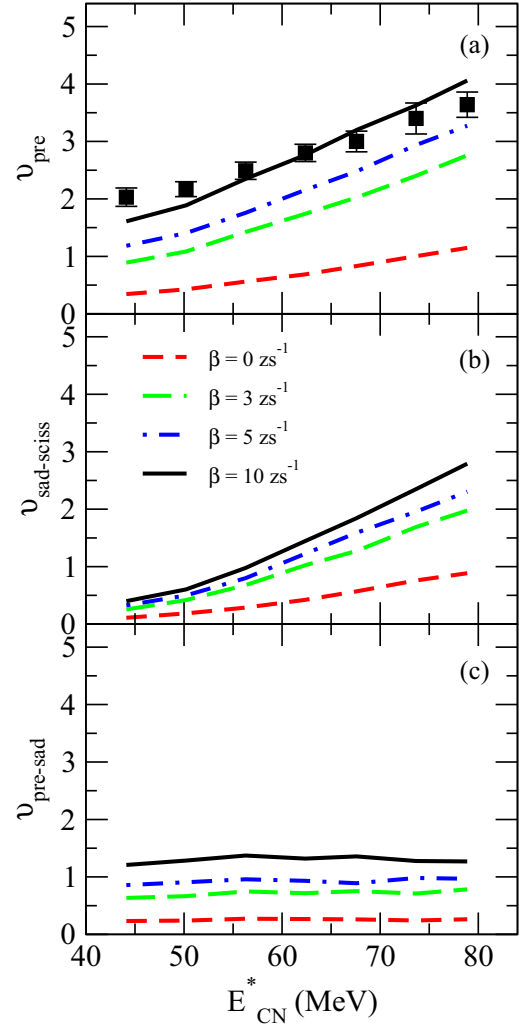 5
4
3
2
1
0
υpre
(a)
5
4
3
2
1
0
υsad-sciss
(b)
β = 0 zs⁻¹
β = 3 zs⁻¹
β = 5 zs⁻¹
β = 10 zs⁻¹
5
4
3
2
1
0
υpre-sad
(c)
40 50 60 70 80
E*CN (MeV)